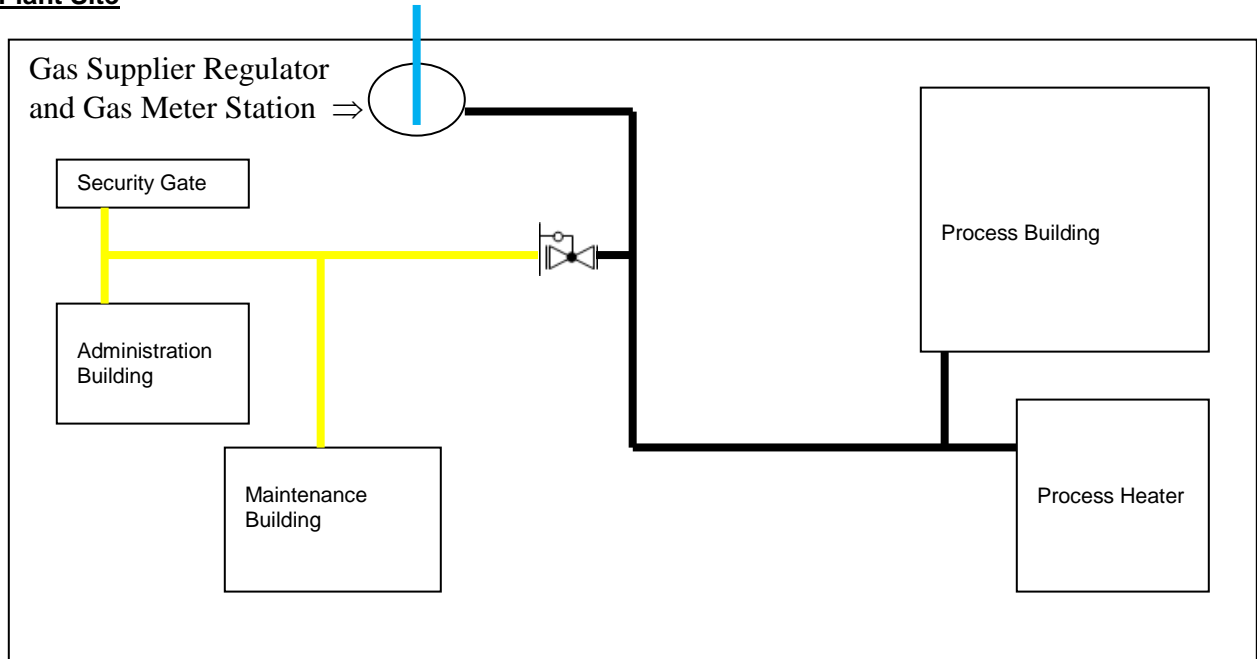 Plant Site
Gas Supplier Regulator
and Gas Meter Station ⇒
Security Gate
Process Building
Administration
Building
Maintenance
Building
Process Heater